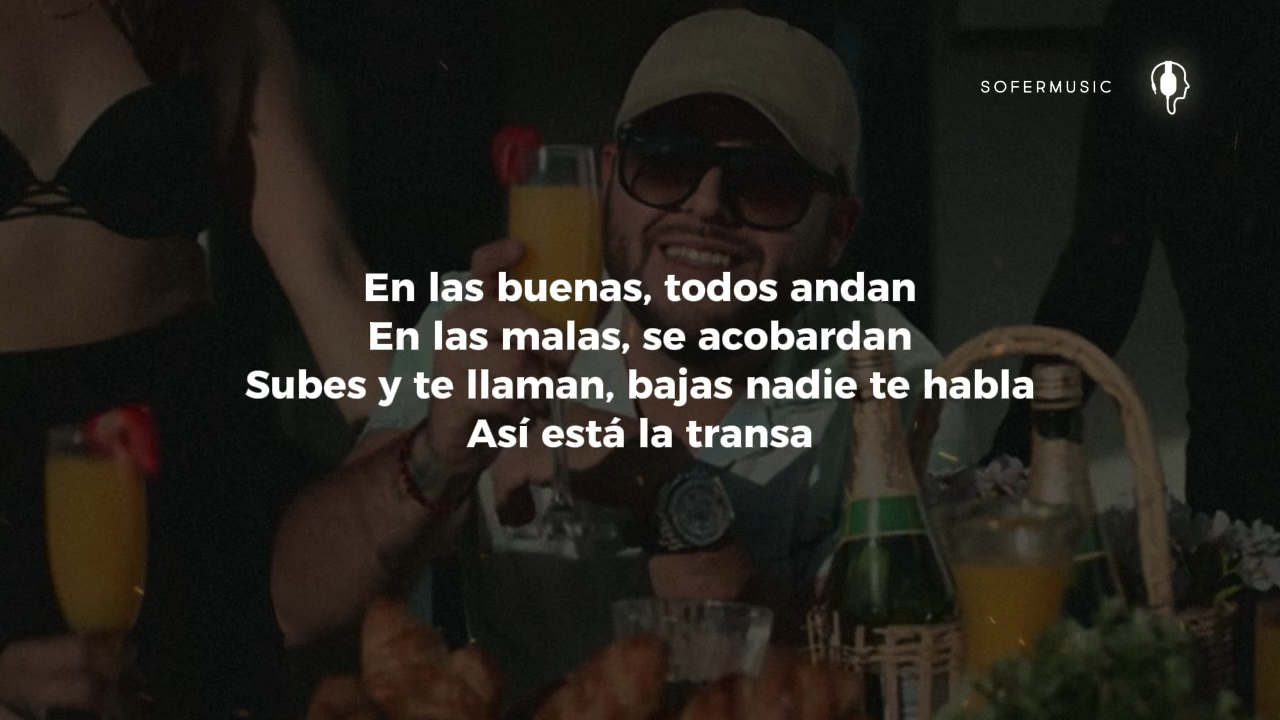 SOFERMUSIC
En las buenas, todos andan
En las malas, se acobardan
Subes y te llaman, bajas nadie te habla
Así está la transa